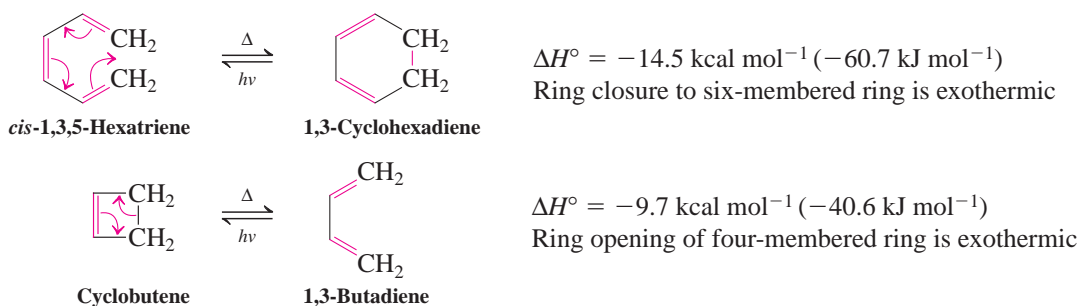 CH₂
CH₂
Δ
hν
CH₂
CH₂
ΔH° = −14.5 kcal mol⁻¹ (−60.7 kJ mol⁻¹)
Ring closure to six-membered ring is exothermic
cis-1,3,5-Hexatriene
1,3-Cyclohexadiene
CH₂
CH₂
Δ
hν
CH₂
CH₂
ΔH° = −9.7 kcal mol⁻¹ (−40.6 kJ mol⁻¹)
Ring opening of four-membered ring is exothermic
Cyclobutene
1,3-Butadiene